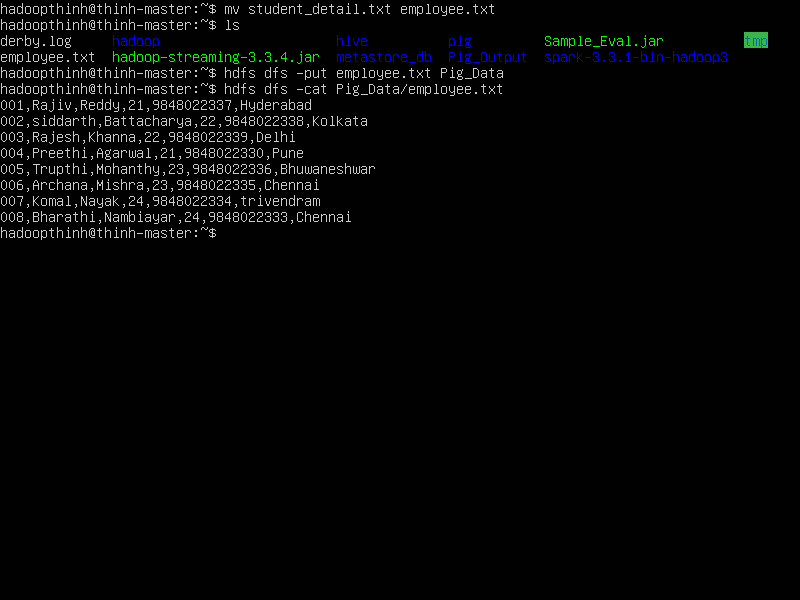 hadoopthinh@thinh-master:~$ mv student_detail.txt employee.txt
hadoopthinh@thinh-master:~$ ls
derby.log     hadoop                      hive          pig         Sample_Eval.jar          tmp
employee.txt  hadoop-streaming-3.3.4.jar  metastore_db  Pig_Output  spark-3.3.1-bin-hadoop3
hadoopthinh@thinh-master:~$ hdfs dfs -put employee.txt Pig_Data
hadoopthinh@thinh-master:~$ hdfs dfs -cat Pig_Data/employee.txt
001,Rajiv,Reddy,21,9848022337,Hyderabad
002,siddarth,Battacharya,22,9848022338,Kolkata
003,Rajesh,Khanna,22,9848022339,Delhi
004,Preethi,Agarwal,21,9848022330,Pune
005,Trupthi,Mohanthy,23,9848022336,Bhuwaneshwar
006,Archana,Mishra,23,9848022335,Chennai
007,Komal,Nayak,24,9848022334,trivendram
008,Bharathi,Nambiayar,24,9848022333,Chennai
hadoopthinh@thinh-master:~$